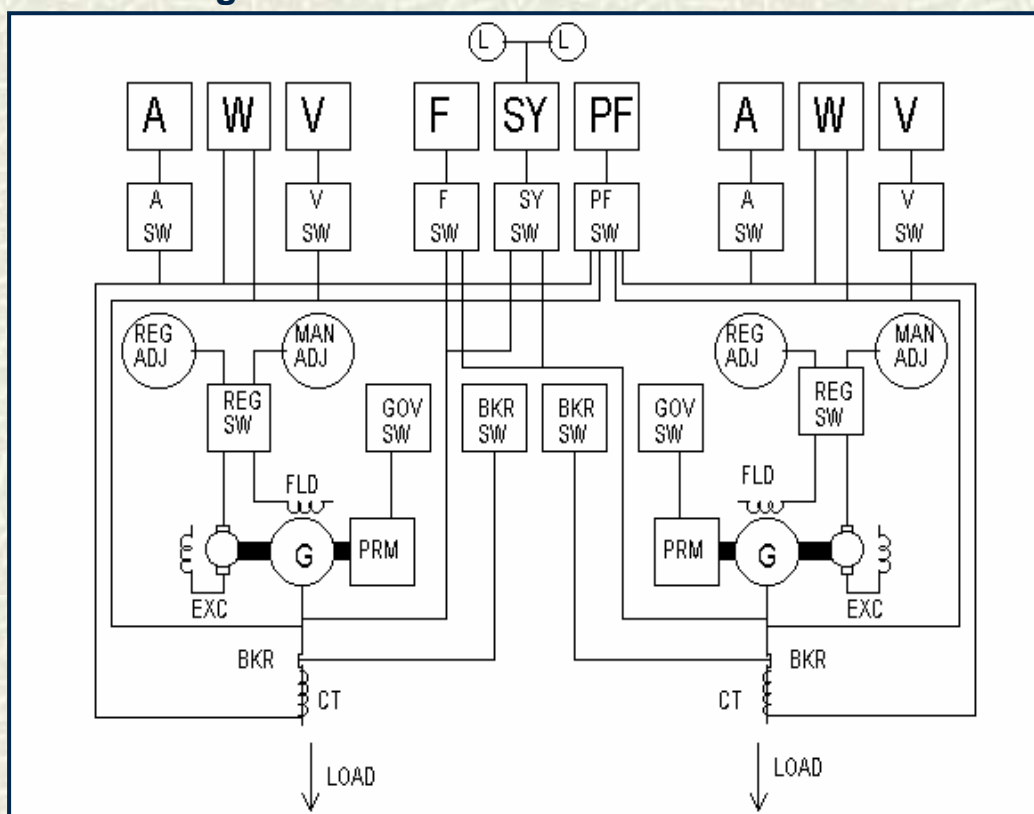 L L
A W V F SY PF A W V
A SW
V SW
F SW
SY SW
PF SW
A SW
V SW
REG ADJ
MAN ADJ
REG ADJ
MAN ADJ
REG SW
GOV SW
BKR SW
BKR SW
GOV SW
REG SW
FLD
FLD
G
PRM
PRM
G
EXC
EXC
BKR
BKR
CT
CT
LOAD
LOAD